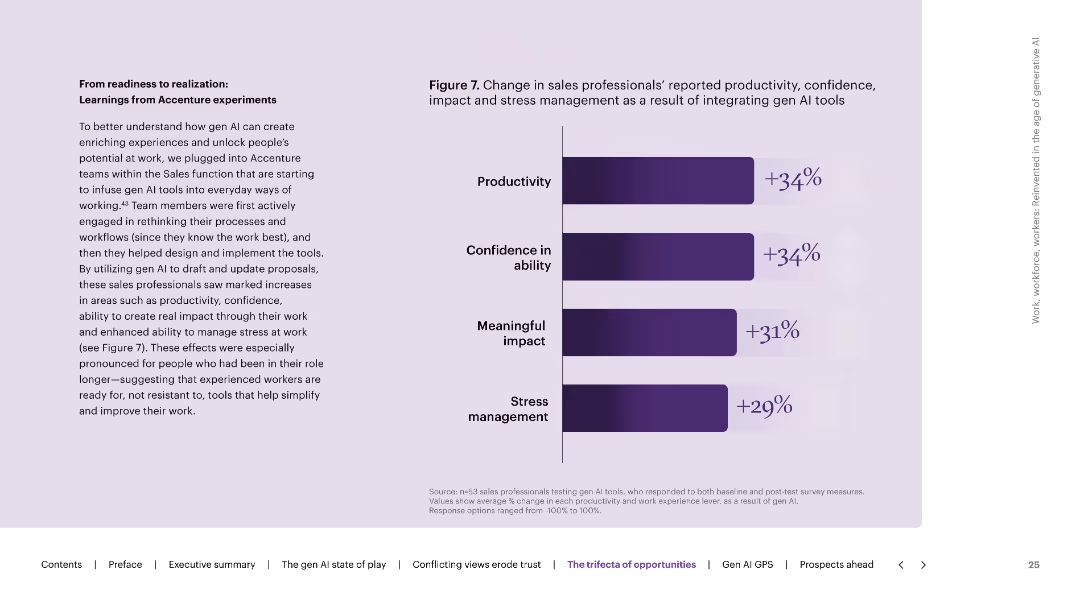 From readiness to realization:
Learnings from Accenture experiments
To better understand how gen AI can create
enriching experiences and unlock people's
potential at work, we plugged into Accenture
teams within the Sales function that are starting
to infuse gen AI tools into everyday ways of
working.⁴³ Team members were first actively
engaged in rethinking their processes and
workflows (since they know the work best), and
then they helped design and implement the tools.
By utilizing gen AI to draft and update proposals,
these sales professionals saw marked increases
in areas such as productivity, confidence,
ability to create real impact through their work
and enhanced ability to manage stress at work
(see Figure 7). These effects were especially
pronounced for people who had been in their role
longer—suggesting that experienced workers are
ready for, not resistant to, tools that help simplify
and improve their work.
Figure 7. Change in sales professionals' reported productivity, confidence,
impact and stress management as a result of integrating gen AI tools
Productivity
+34%
Confidence in
ability
+34%
Meaningful
impact
+31%
Stress
management
+29%
Source: n=53 sales professionals testing gen AI tools, who responded to both baseline and post-test survey measures.
Values show average % change in each productivity and work experience lever, as a result of gen AI.
Response options ranged from -100% to 100%.
Work, workforce, workers: Reinvented in the age of generative AI
Contents | Preface | Executive summary | The gen AI state of play | Conflicting views erode trust | The trifecta of opportunities | Gen AI GPS | Prospects ahead < >
25